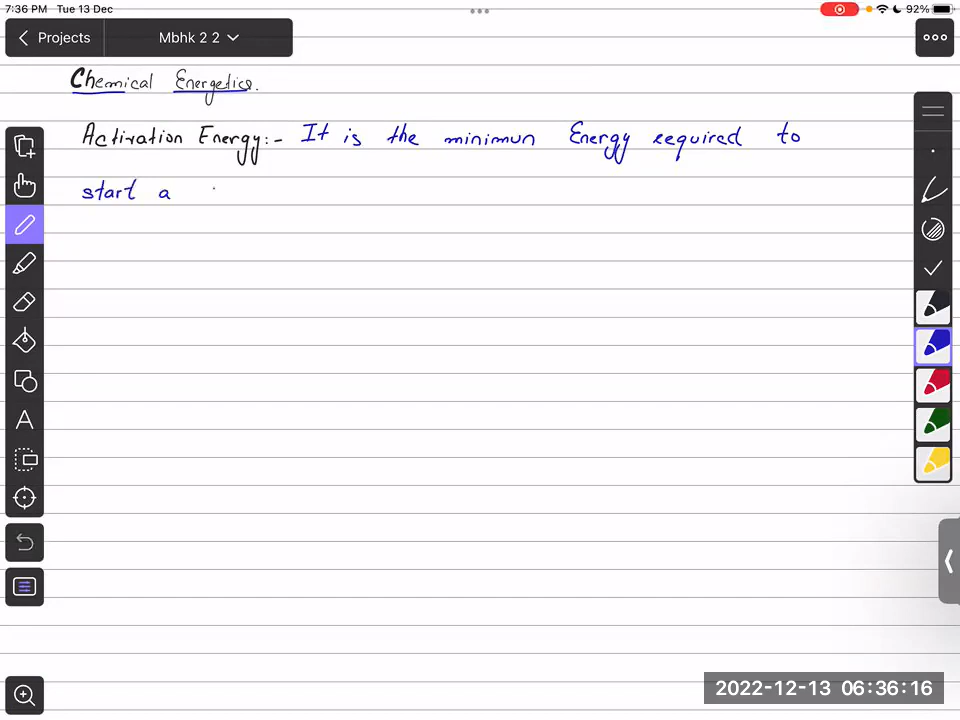 7:36 PM Tue 13 Dec
92%
Projects
Mbhk 2 2
Chemical Energetics.
Activation Energy:- It is the minimun Energy required to
start a
A
2022-12-13 06:36:16